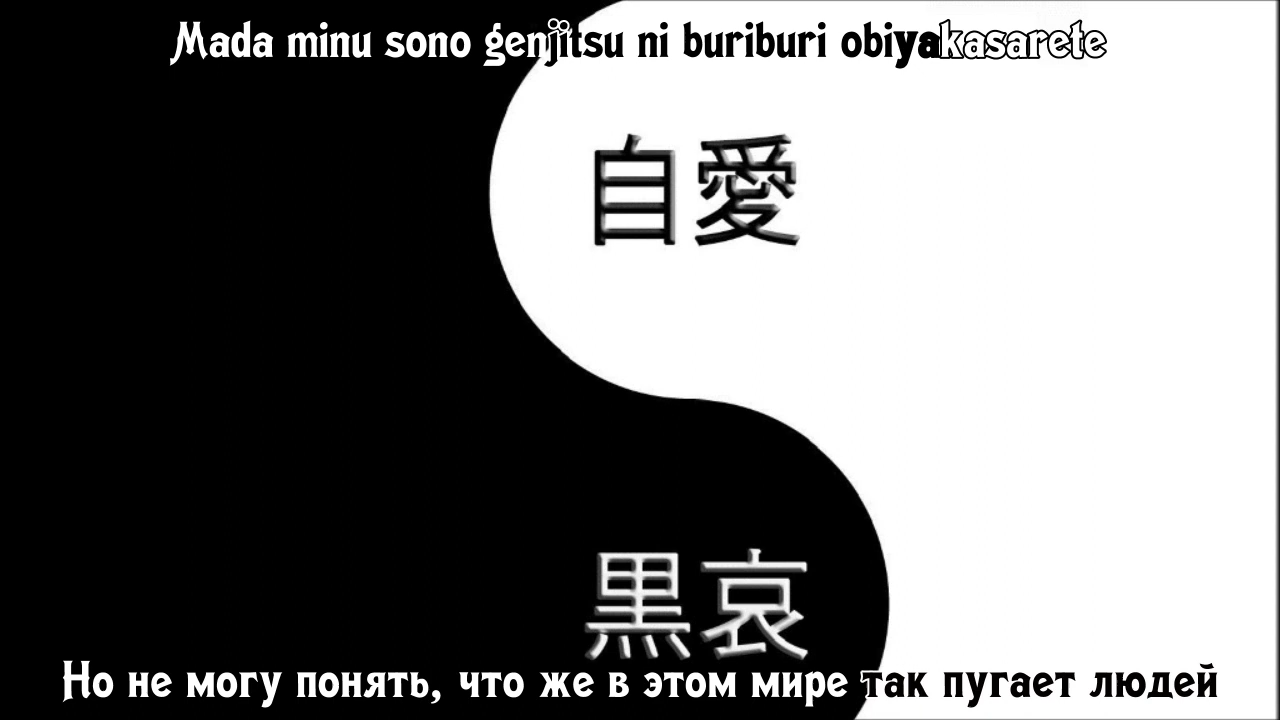 Mada minu sono genjitsu ni buriburi obiyakasarete
自愛
黒哀
Но не могу понять, что же в этом мире так пугает людей